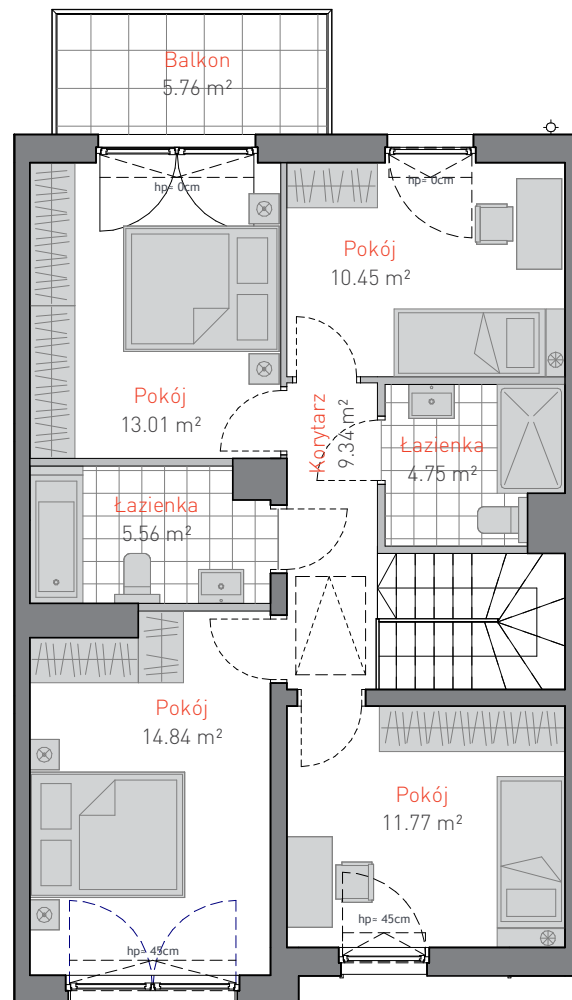 Balkon
5.76 m²
hp= 0cm
hp= 0cm
Pokój
10.45 m²
Pokój
13.01 m²
Korytarz
9.34 m²
Łazienka
4.75 m²
Łazienka
5.56 m²
Pokój
14.84 m²
Pokój
11.77 m²
hp= 45cm
hp= 45cm